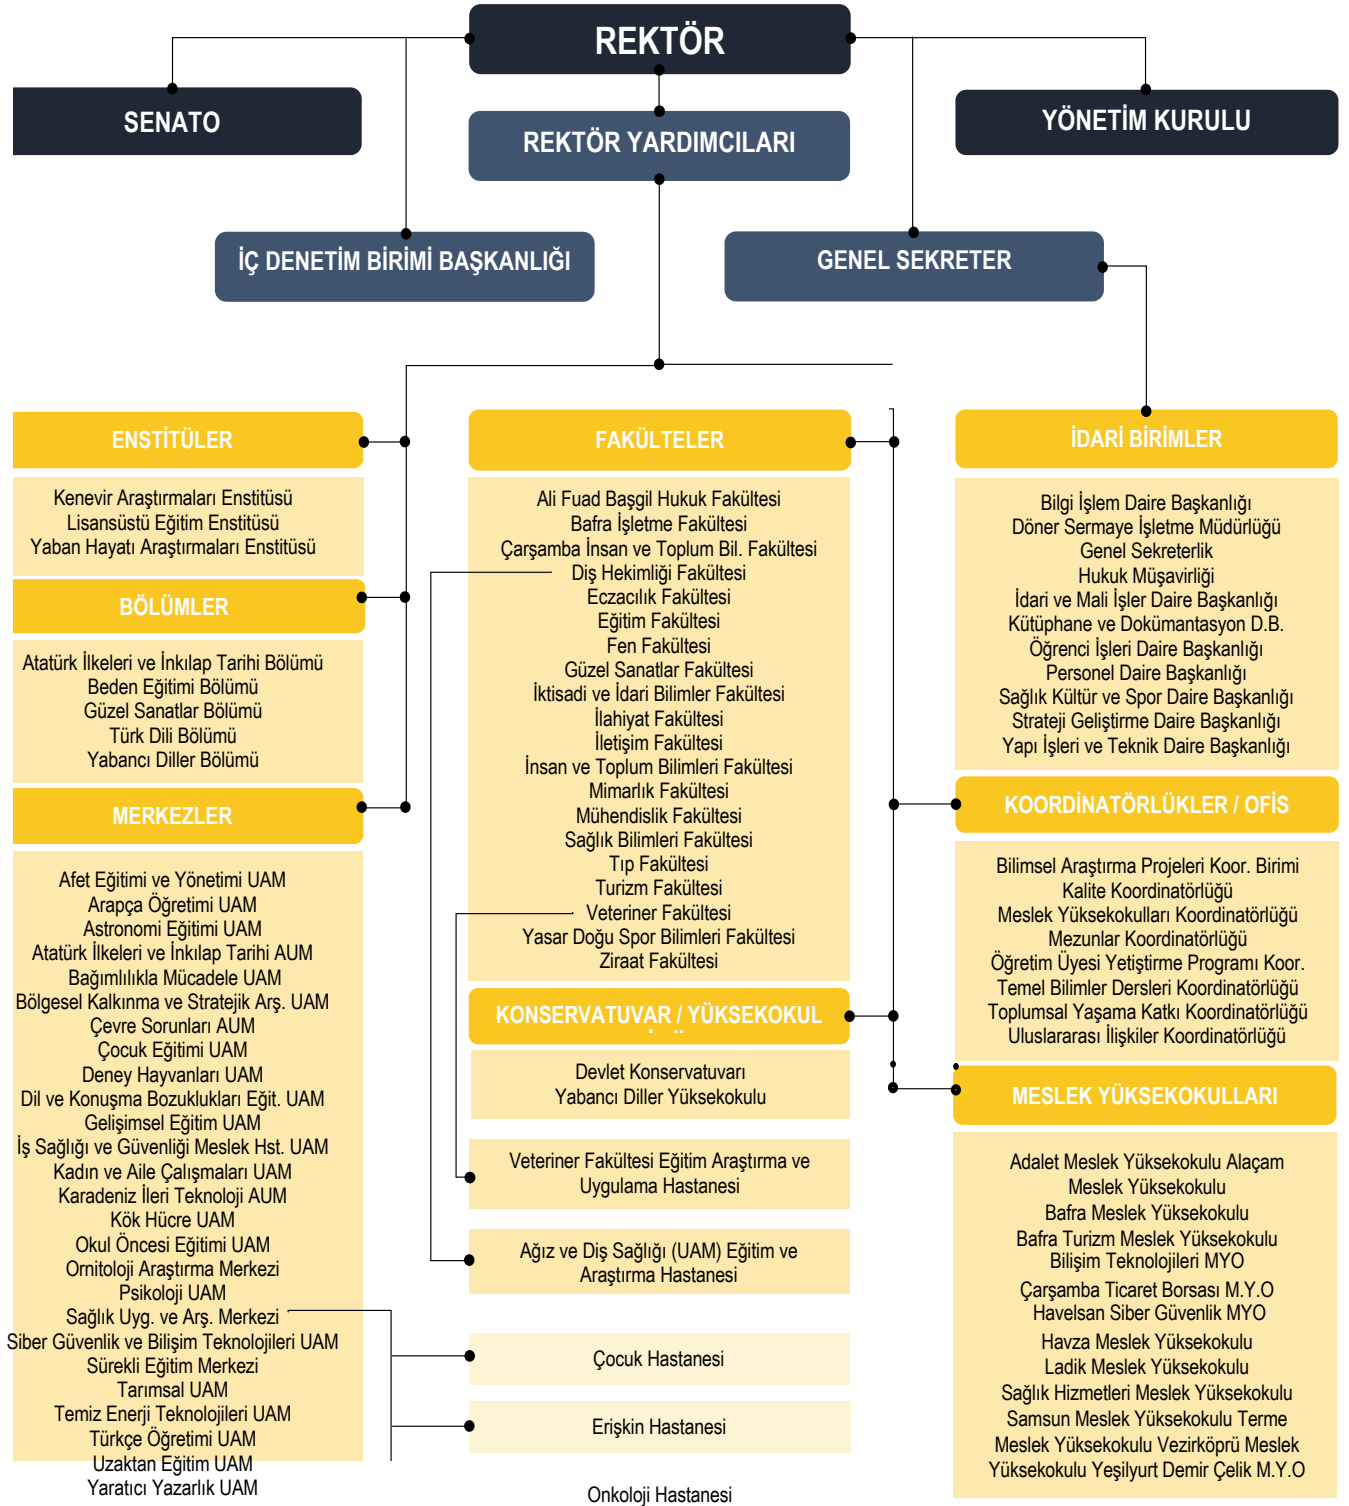 REKTÖR
SENATO
REKTÖR YARDIMCILARI
YÖNETİM KURULU
İÇ DENETİM BİRİMİ BAŞKANLIĞI
GENEL SEKRETER
ENSTİTÜLER
Kenevir Araştırmaları Enstitüsü
Lisansüstü Eğitim Enstitüsü
Yaban Hayatı Araştırmaları Enstitüsü
BÖLÜMLER
Atatürk İlkeleri ve İnkılap Tarihi Bölümü
Beden Eğitimi Bölümü
Güzel Sanatlar Bölümü
Türk Dili Bölümü
Yabancı Diller Bölümü
MERKEZLER
Afet Eğitimi ve Yönetimi UAM
Arapça Öğretimi UAM
Astronomi Eğitimi UAM
Atatürk İlkeleri ve İnkılap Tarihi AUM
Bağımlılıkla Mücadele UAM
Bölgesel Kalkınma ve Stratejik Arş. UAM
Çevre Sorunları AUM
Çocuk Eğitimi UAM
Deney Hayvanları UAM
Dil ve Konuşma Bozuklukları Eğit. UAM
Gelişimsel Eğitim UAM
İş Sağlığı ve Güvenliği Meslek Hst. UAM
Kadın ve Aile Çalışmaları UAM
Karadeniz İleri Teknoloji AUM
Kök Hücre UAM
Okul Öncesi Eğitimi UAM
Ornitoloji Araştırma Merkezi
Psikoloji UAM
Sağlık Uyg. ve Arş. Merkezi
Siber Güvenlik ve Bilişim Teknolojileri UAM
Sürekli Eğitim Merkezi
Tarımsal UAM
Temiz Enerji Teknolojileri UAM
Türkçe Öğretimi UAM
Uzaktan Eğitim UAM
Yaratıcı Yazarlık UAM
FAKÜLTELER
Ali Fuad Başgil Hukuk Fakültesi
Bafra İşletme Fakültesi
Çarşamba İnsan ve Toplum Bil. Fakültesi
Diş Hekimliği Fakültesi
Eczacılık Fakültesi
Eğitim Fakültesi
Fen Fakültesi
Güzel Sanatlar Fakültesi
İktisadi ve İdari Bilimler Fakültesi
İlahiyat Fakültesi
İletişim Fakültesi
İnsan ve Toplum Bilimleri Fakültesi
Mimarlık Fakültesi
Mühendislik Fakültesi
Sağlık Bilimleri Fakültesi
Tıp Fakültesi
Turizm Fakültesi
Veteriner Fakültesi
Yasar Doğu Spor Bilimleri Fakültesi
Ziraat Fakültesi
KONSERVATUVAR / YÜKSEKOKUL
Devlet Konservatuvarı
Yabancı Diller Yüksekokulu
Veteriner Fakültesi Eğitim Araştırma ve
Uygulama Hastanesi
Ağız ve Diş Sağlığı (UAM) Eğitim ve
Araştırma Hastanesi
Çocuk Hastanesi
Erişkin Hastanesi
Onkoloji Hastanesi
İDARİ BİRİMLER
Bilgi İşlem Daire Başkanlığı
Döner Sermaye İşletme Müdürlüğü
Genel Sekreterlik
Hukuk Müşavirliği
İdari ve Mali İşler Daire Başkanlığı
Kütüphane ve Dokümantasyon D.B.
Öğrenci İşleri Daire Başkanlığı
Personel Daire Başkanlığı
Sağlık Kültür ve Spor Daire Başkanlığı
Strateji Geliştirme Daire Başkanlığı
Yapı İşleri ve Teknik Daire Başkanlığı
KOORDİNATÖRLÜKLER / OFİS
Bilimsel Araştırma Projeleri Koor. Birimi
Kalite Koordinatörlüğü
Meslek Yüksekokulları Koordinatörlüğü
Mezunlar Koordinatörlüğü
Öğretim Üyesi Yetiştirme Programı Koor.
Temel Bilimler Dersleri Koordinatörlüğü
Toplumsal Yaşama Katkı Koordinatörlüğü
Uluslararası İlişkiler Koordinatörlüğü
MESLEK YÜKSEKOKULLARI
Adalet Meslek Yüksekokulu Alaçam
Meslek Yüksekokulu
Bafra Meslek Yüksekokulu
Bafra Turizm Meslek Yüksekokulu
Bilişim Teknolojileri MYO
Çarşamba Ticaret Borsası M.Y.O
Havelsan Siber Güvenlik MYO
Havza Meslek Yüksekokulu
Ladik Meslek Yüksekokulu
Sağlık Hizmetleri Meslek Yüksekokulu
Samsun Meslek Yüksekokulu Terme
Meslek Yüksekokulu Vezirköprü Meslek
Yüksekokulu Yeşilyurt Demir Çelik M.Y.O